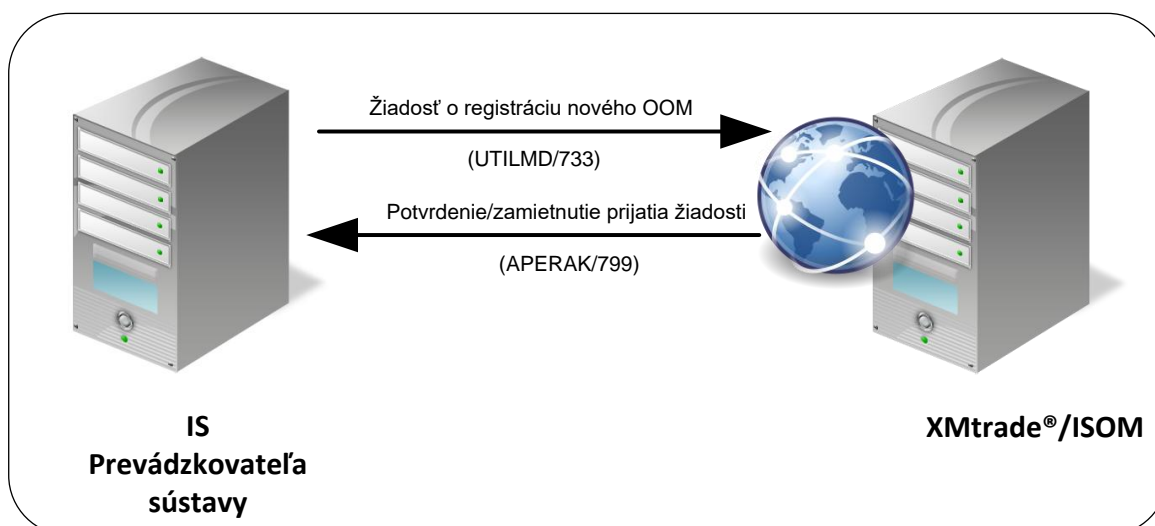 Žiadosť o registráciu nového OOM
(UTILMD/733)
Potvrdenie/zamietnutie prijatia žiadosti
(APERAK/799)
IS
Prevádzkovateľa
sústavy
XMtrade®/ISOM